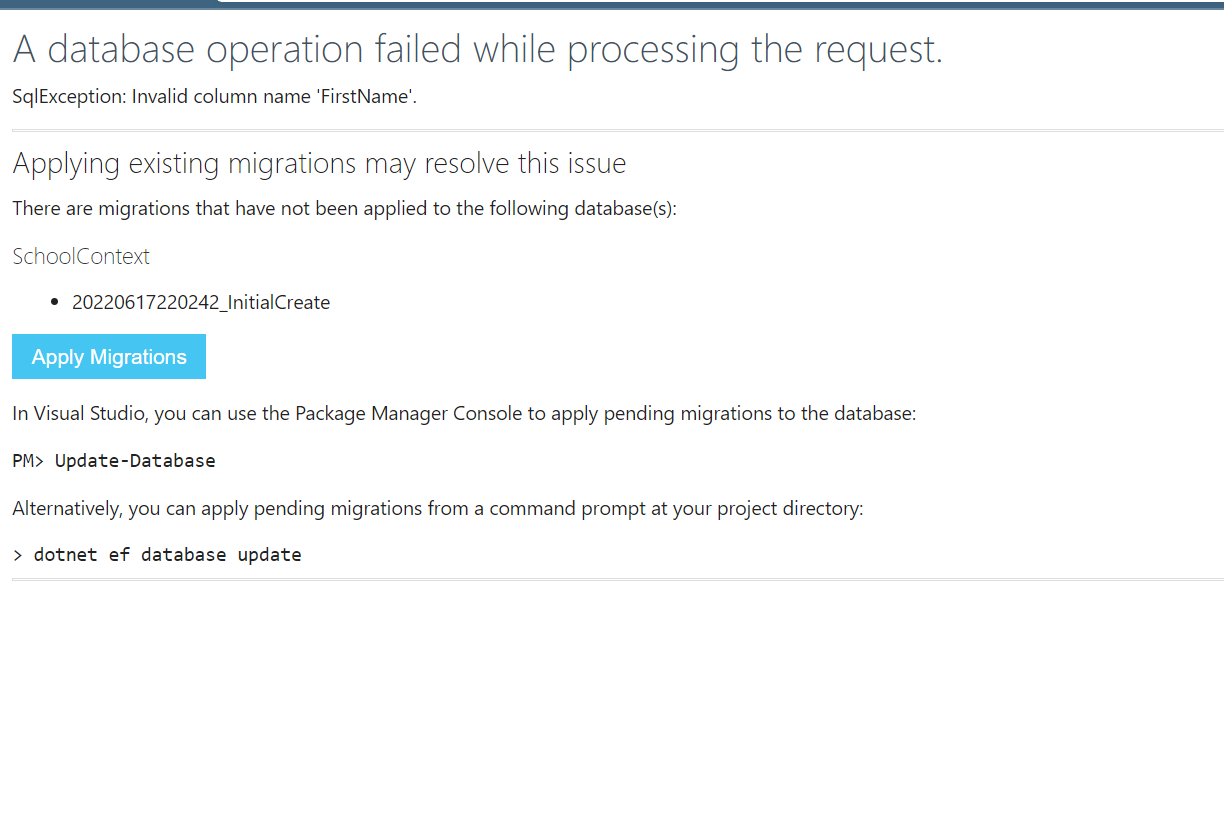 A database operation failed while processing the request.
SqlException: Invalid column name 'FirstName'.
Applying existing migrations may resolve this issue
There are migrations that have not been applied to the following database(s):
SchoolContext
• 20220617220242_InitialCreate
Apply Migrations
In Visual Studio, you can use the Package Manager Console to apply pending migrations to the database:
PM> Update-Database
Alternatively, you can apply pending migrations from a command prompt at your project directory:
> dotnet ef database update